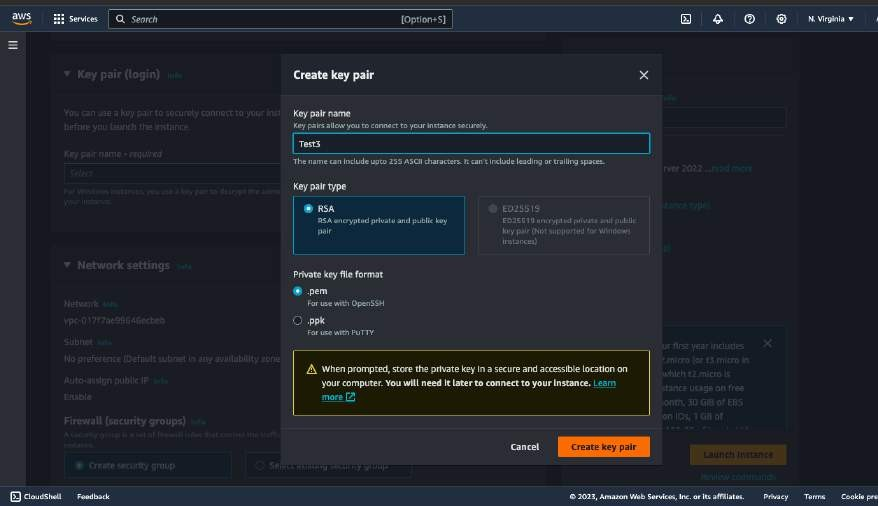 aws
Services
Search
[Option+S]
N. Virginia ▼
Key pair (login) Info
You can use a key pair to securely connect to your inst
before you launch the instance.
Key pair name - required
Select
For Windows instances, you use a key pair to decrypt the admi
your instance.
Network settings Info
Network Info
vpc-017f7ae99646ecbeb
Subnet Info
No preference (Default subnet in any availability zone
Auto-assign public IP Info
Enable
Firewall (security groups) Info
A security group is a set of firewall rules that control the traffic
instance.
Create security group
Select existing security group
Create key pair
Key pair name
Key pairs allow you to connect to your instance securely.
Test3
The name can include upto 255 ASCII characters. It can't include leading or trailing spaces.
Key pair type
RSA
RSA encrypted private and public key
pair
ED25519
ED25519 encrypted private and public
key pair (Not supported for Windows
instances)
Private key file format
.pem
For use with OpenSSH
.ppk
For use with PuTTY
When prompted, store the private key in a secure and accessible location on
your computer. You will need it later to connect to your instance. Learn
more
Cancel
Create key pair
rver 2022 ...read more
stance type)
ur first year includes
2.micro (or t3.micro in
which t2.micro is
stance usage on free
onth, 30 GiB of EBS
on IOs, 1 GB of
Launch instance
Review commands
CloudShell
Feedback
© 2023, Amazon Web Services, Inc. or its affiliates.
Privacy
Terms
Cookie pre